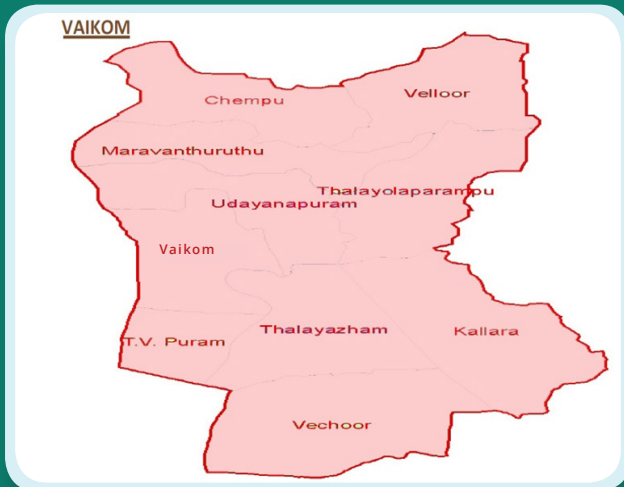 VAIKOM
Chempu
Velloor
Maravanthuruthu
Thalayolaparampu
Udayanapuram
Vaikom
T.V. Puram
Thalayazham
Kallara
Vechoor